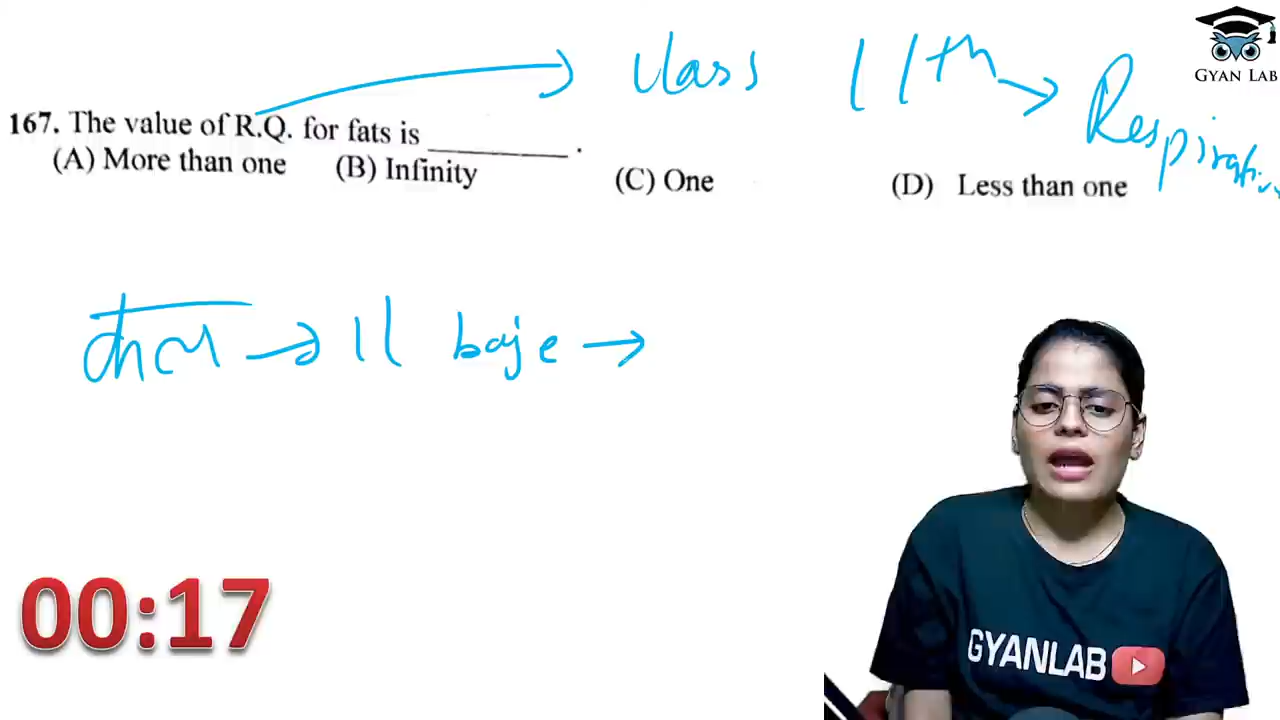 Class 11th → Respiration
GYAN LAB
167. The value of R.Q. for fats is ________.
(A) More than one (B) Infinity (C) One (D) Less than one
कल → 11 baje →
00:17
GYANLAB